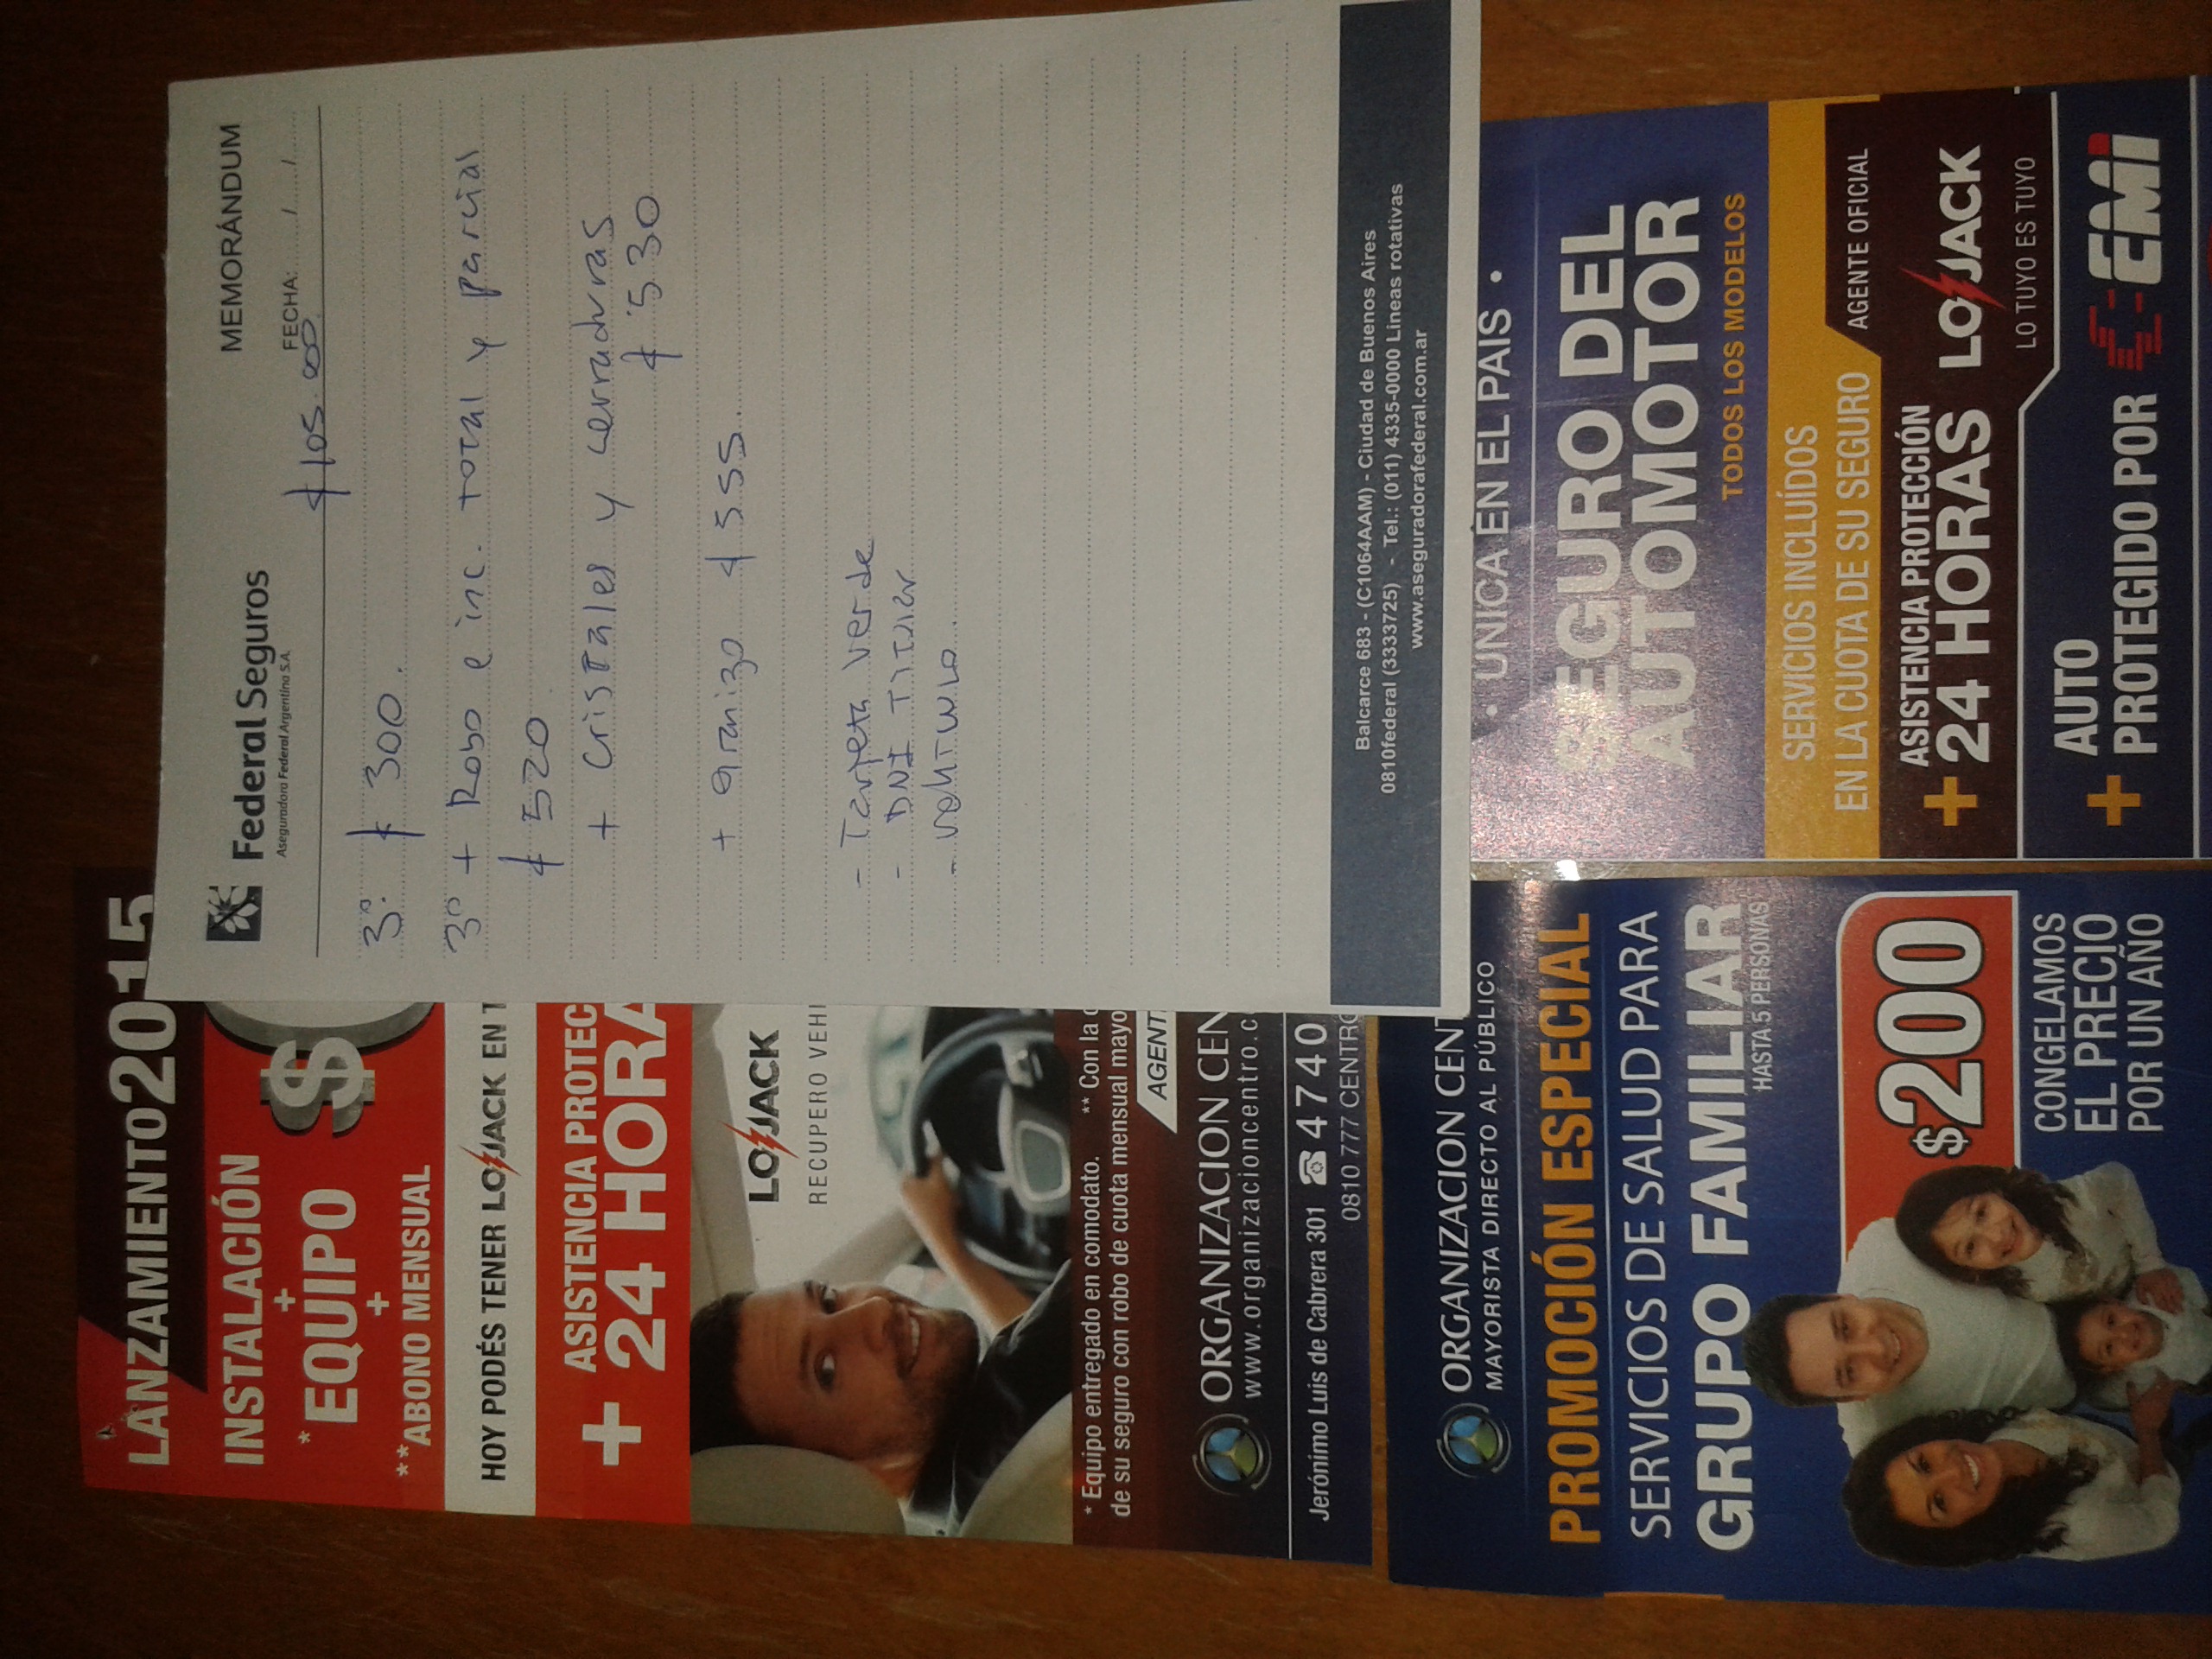 LANZAMIENTO 2015
INSTALACIÓN
+
* EQUIPO
+
**ABONO MENSUAL
$0
HOY PODÉS TENER LOJACK EN
+ ASISTENCIA PROTEC
24 HORA
LOJACK
RECUPERO VEHI
* Equipo entregado en comodato. ** Con la
de su seguro con robo de cuota mensual mayo
AGENT
ORGANIZACION CEN
www.organizacioncentro.c
Jerónimo Luis de Cabrera 301 ☎ 4740
0810 777 CENTRO
Federal Seguros
Aseguradora Federal Argentina S.A.
MEMORÁNDUM
FECHA: ....... / ....... / .......
$ 105.000
3º: $ 300.
3º + Robo e inc. total y parcial
$ 520
+ cristales y cerraduras
$ 530
+ granizo $ 555.
- Tarjeta Verde
- DNI Titular
- Vehiculo.
Balcarce 683 - (C1064AAM) - Ciudad de Buenos Aires
0810federal (3333725) - Tel.: (011) 4335-0000 Lineas rotativas
www.aseguradorafederal.com.ar
ORGANIZACION CENT
MAYORISTA DIRECTO AL PÚBLICO
PROMOCIÓN ESPECIAL
SERVICIOS DE SALUD PARA
GRUPO FAMILIAR
HASTA 5 PERSONAS
$200
CONGELAMOS
EL PRECIO
POR UN AÑO
• ÚNICA EN EL PAÍS •
SEGURO DEL
AUTOMOTOR
TODOS LOS MODELOS
SERVICIOS INCLUÍDOS
EN LA CUOTA DE SU SEGURO
AGENTE OFICIAL
+ ASISTENCIA PROTECCIÓN
24 HORAS
LOJACK
LO TUYO ES TUYO
+ AUTO
PROTEGIDO POR
EMi